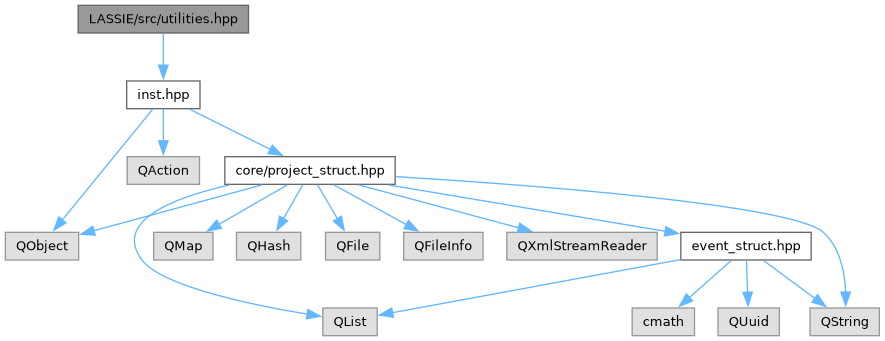 LASSIE/src/utilities.hpp
inst.hpp
QAction
core/project_struct.hpp
QObject
QMap
QHash
QFile
QFileInfo
QXmlStreamReader
event_struct.hpp
QList
cmath
QUuid
QString